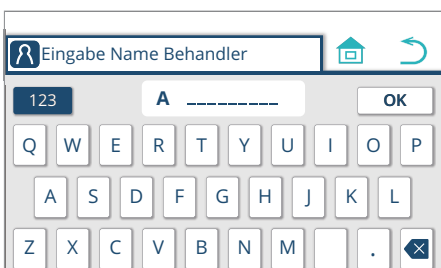 Eingabe Name Behandler
123 A _________ OK
Q W E R T Y U I O P
A S D F G H J K L
Z X C V B N M .